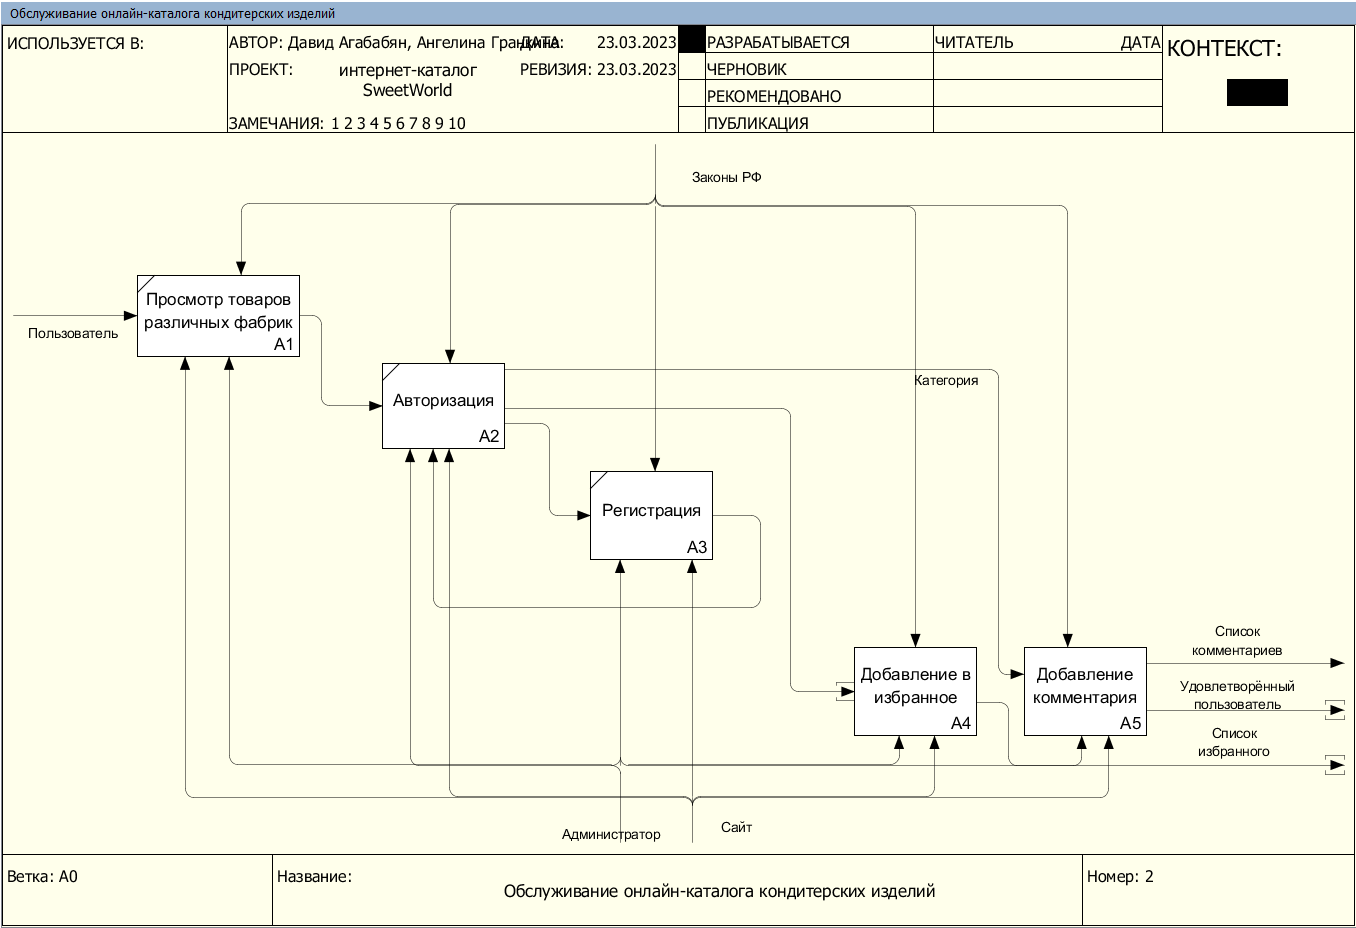 Обслуживание онлайн-каталога кондитерских изделий
ИСПОЛЬЗУЕТСЯ В:
АВТОР: Давид Агабабян, Ангелина Гранкина
ДАТА: 23.03.2023
ПРОЕКТ: интернет-каталог
SweetWorld
РЕВИЗИЯ: 23.03.2023
ЗАМЕЧАНИЯ: 1 2 3 4 5 6 7 8 9 10
РАЗРАБАТЫВАЕТСЯ
ЧЕРНОВИК
РЕКОМЕНДОВАНО
ПУБЛИКАЦИЯ
ЧИТАТЕЛЬ ДАТА
КОНТЕКСТ:
Законы РФ
Просмотр товаров
различных фабрик
A1
Пользователь
Категория
Авторизация
A2
Регистрация
A3
Добавление в
избранное
A4
Добавление
комментария
A5
Список
комментариев
Удовлетворённый
пользователь
Список
избранного
Администратор
Сайт
Ветка: A0
Название:
Обслуживание онлайн-каталога кондитерских изделий
Номер: 2